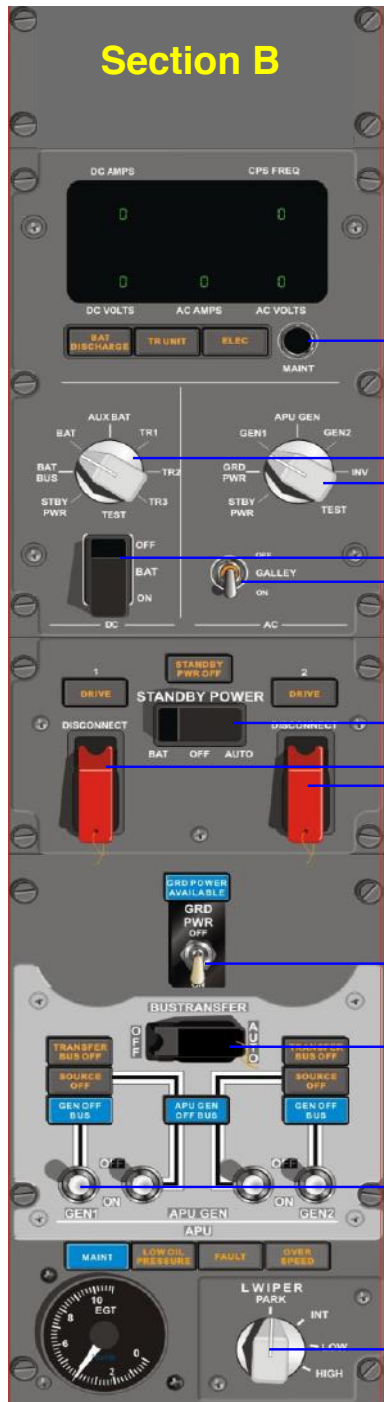 Section B
DC AMPS CPS FREQ
0 0
0 0 0
DC VOLTS AC AMPS AC VOLTS
BAT DISCHARGE TR UNIT ELEC
MAINT
AUX BAT APU GEN
BAT TR1 GEN1 GEN2
BAT BUS TR2 GRD PWR INV
STBY PWR TR3 STBY PWR TEST
TEST
OFF OFF
BAT GALLEY
ON ON
DC AC
1 STANDBY PWR OFF 2
DRIVE STANDBY POWER DRIVE
DISCONNECT DISCONNECT
BAT OFF AUTO
GRD POWER AVAILABLE
GRD
PWR
OFF
ON
BUSTRANSFER
OFF AUTO
TRANSFER BUS OFF TRANSFER BUS OFF
SOURCE OFF SOURCE OFF
GEN OFF BUS APU GEN OFF BUS GEN OFF BUS
OFF OFF
ON ON
GEN1 APU GEN GEN2
APU
MAINT LOW OIL PRESSURE FAULT OVER SPEED
10
EGT
8
6
0
2
L WIPER
PARK
INT
LOW
HIGH